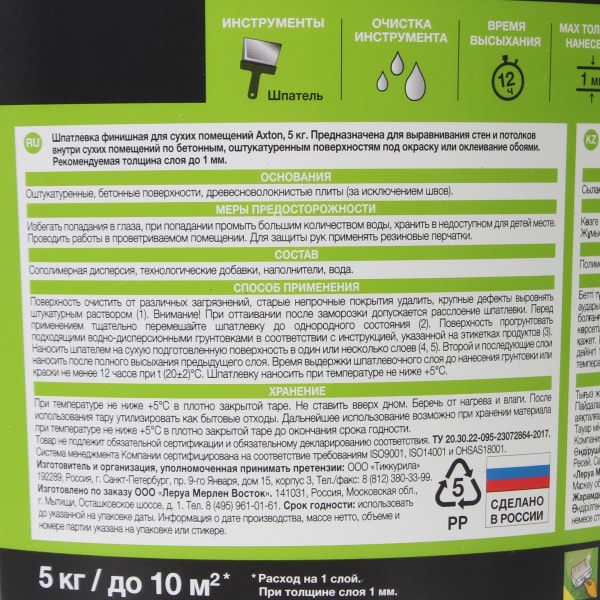 ИНСТРУМЕНТЫ
Шпатель
ОЧИСТКА
ИНСТРУМЕНТА
ВРЕМЯ
ВЫСЫХАНИЯ
12
Ч
MAX ТОЛ
НАНЕСЕ
1 м
RU
Шпатлевка финишная для сухих помещений Axton, 5 кг. Предназначена для выравнивания стен и потолков
внутри сухих помещений по бетонным, оштукатуренным поверхностям под окраску или оклеивание обоями.
Рекомендуемая толщина слоя до 1 мм.
ОСНОВАНИЯ
Оштукатуренные, бетонные поверхности, древесноволокнистые плиты (за исключением швов).
МЕРЫ ПРЕДОСТОРОЖНОСТИ
Избегать попадания в глаза, при попадании промыть большим количеством воды, хранить в недоступном для детей месте.
Проводить работы в проветриваемом помещении. Для защиты рук применять резиновые перчатки.
СОСТАВ
Сополимерная дисперсия, технологические добавки, наполнители, вода.
СПОСОБ ПРИМЕНЕНИЯ
Поверхность очистить от различных загрязнений, старые непрочные покрытия удалить, крупные дефекты выровнять
штукатурным раствором (1). Внимание! При оттаивании после заморозки допускается расслоение шпатлевки. Перед
применением тщательно перемешайте шпатлевку до однородного состояния (2). Поверхность прогрунтовать
подходящими водно-дисперсионными грунтовками в соответствии с инструкцией, указанной на этикетках продуктов (3).
Наносить шпателем на сухую подготовленную поверхность в один или несколько слоев (4, 5). Второй и последующие слои
наносить после полного высыхания предыдущего слоя. Время выдержки шпатлевочного слоя до нанесения грунтовки или
краски не менее 12 часов при t (20±2)°С. Шпатлевку наносить при температуре не ниже +5°С.
ХРАНЕНИЕ
При температуре не ниже +5°С в плотно закрытой таре. Не ставить вверх дном. Беречь от нагрева и влаги. После
использования тару утилизировать как бытовые отходы. Дальнейшее использование возможно при хранении материала
при температуре не ниже +5°С в плотно закрытой таре до окончания срока годности.
Товар не подлежит обязательной сертификации и обязательному декларированию соответствия. ТУ 20.30.22-095-23072864-2017.
Система менеджмента Компании сертифицирована на соответствие требованиям ISO9001, ISO14001 и OHSAS18001.
Изготовитель и организация, уполномоченная принимать претензии: ООО «Тиккурила»
192289, Россия, г. Санкт-Петербург, пр. 9-го Января, дом 15, корпус 3, Тел./факс: 8 (812) 380-33-99.
Изготовлено по заказу ООО «Леруа Мерлен Восток». 141031, Россия, Московская обл.,
г. Мытищи, Осташковское шоссе, д. 1. Тел. 8 (495) 961-01-61. Срок годности: использовать
до указанной на упаковке даты. Информация о дате производства, массе нетто, объеме и
номере партии указана на упаковке или стикере.
5
PP
СДЕЛАНО
В РОССИИ
5 кг / до 10 м²*
*Расход на 1 слой.
При толщине слоя 1 мм.
KZ